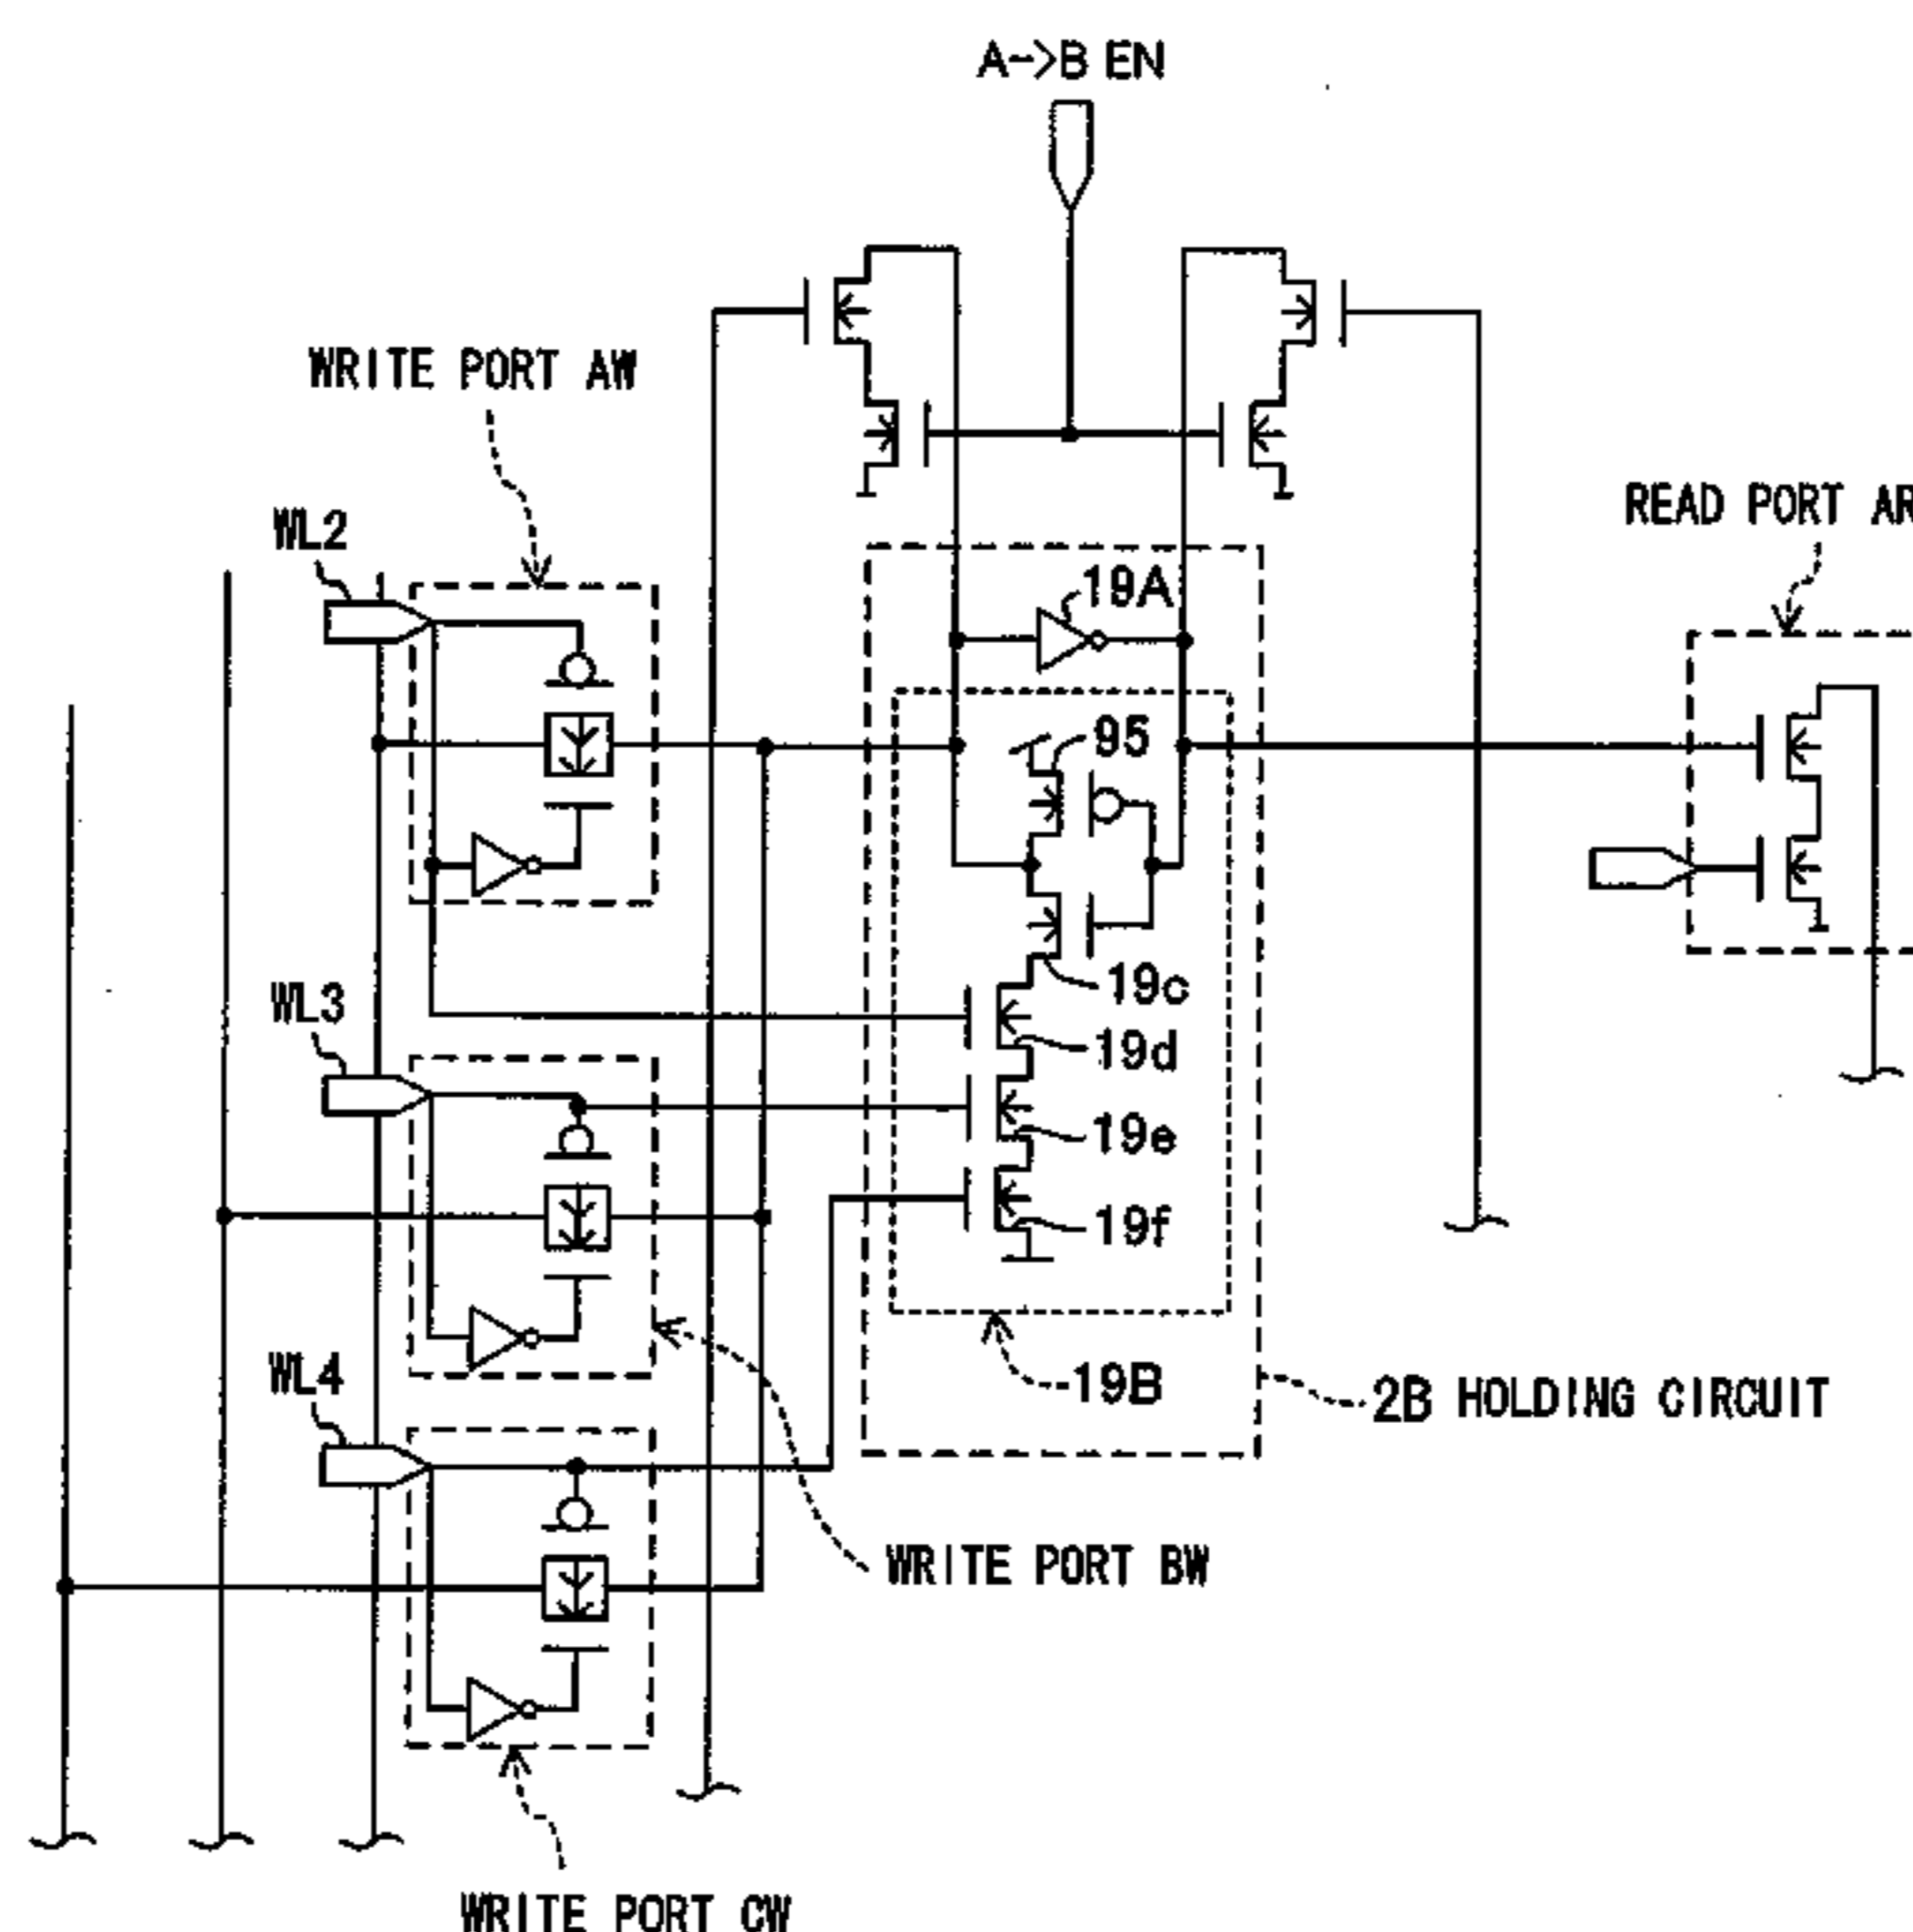 A->B EN
WRITE PORT AW
READ PORT AR
WL2
19A
95
19c
WL3
19d
19e
19f
19B
WL4
2B HOLDING CIRCUIT
WRITE PORT BW
WRITE PORT CW